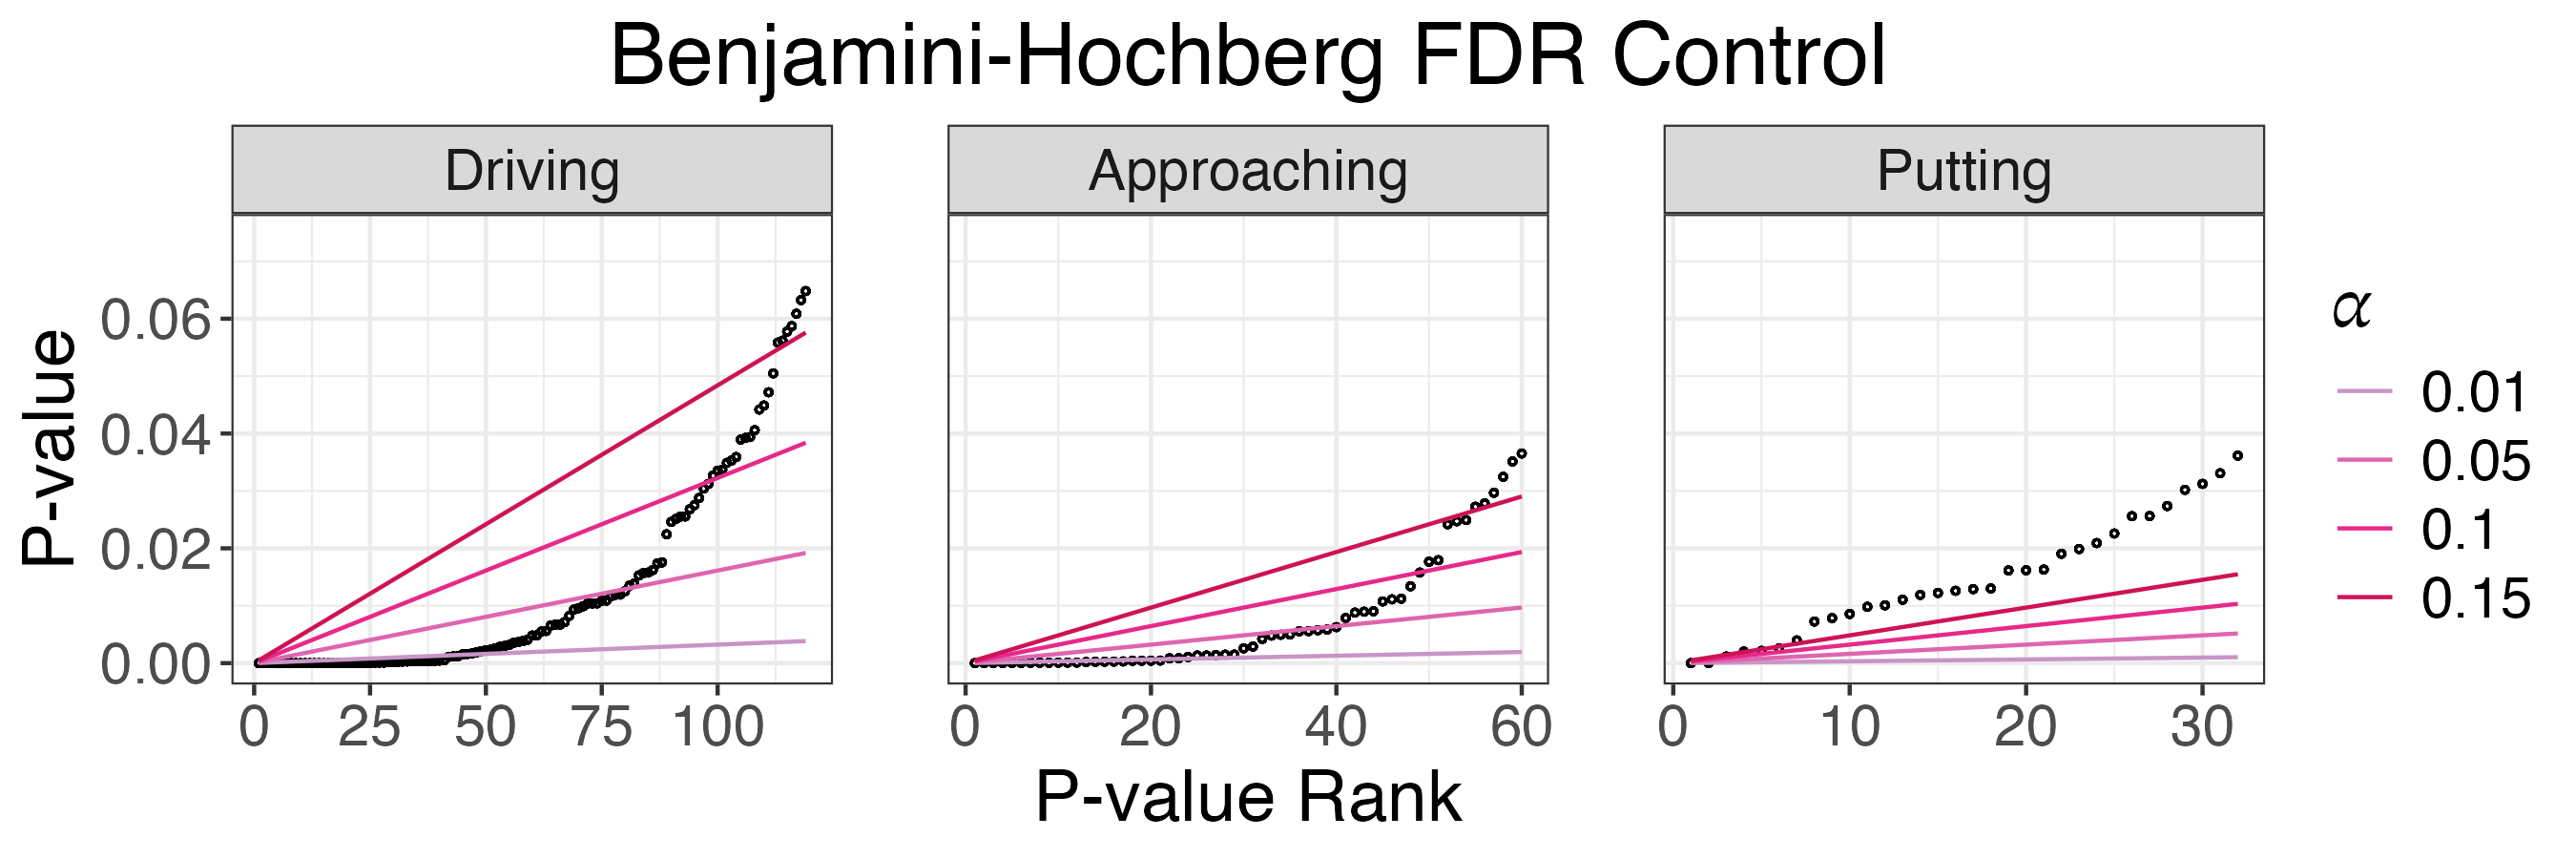 Benjamini-Hochberg FDR Control
Driving
Approaching
Putting
P-value
0.06
0.04
0.02
0.00
0 25 50 75 100
0 20 40 60
0 10 20 30
P-value Rank
α
0.01
0.05
0.1
0.15